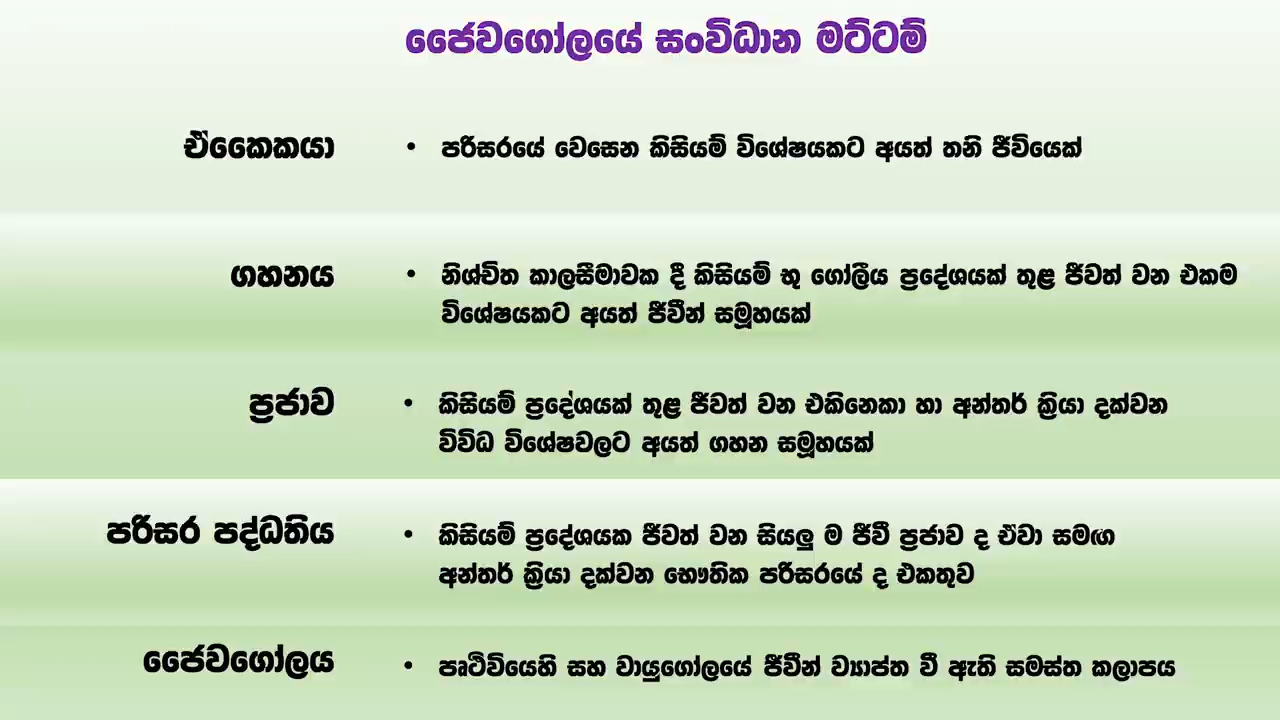 ජෛවගෝලයේ සංවිධාන මට්ටම්
ඒකෛකයා
• පරිසරයේ වෙසෙන කිසියම් විශේෂයකට අයත් තනි ජීවියෙක්
ගහනය
• නිශ්චිත කාලසීමාවක දී කිසියම් භූ ගෝලීය ප්‍රදේශයක් තුළ ජීවත් වන එකම
විශේෂයකට අයත් ජීවීන් සමූහයක්
ප්‍රජාව
• කිසියම් ප්‍රදේශයක් තුළ ජීවත් වන එකිනෙකා හා අන්තර් ක්‍රියා දක්වන
විවිධ විශේෂවලට අයත් ගහන සමූහයක්
පරිසර පද්ධතිය
• කිසියම් ප්‍රදේශයක ජීවත් වන සියලු ම ජීවී ප්‍රජාව ද ඒවා සමඟ
අන්තර් ක්‍රියා දක්වන භෞතික පරිසරයේ ද එකතුව
ජෛවගෝලය
• පෘථිවියෙහි සහ වායුගෝලයේ ජීවීන් ව්‍යාප්ත වී ඇති සමස්ත කලාපය